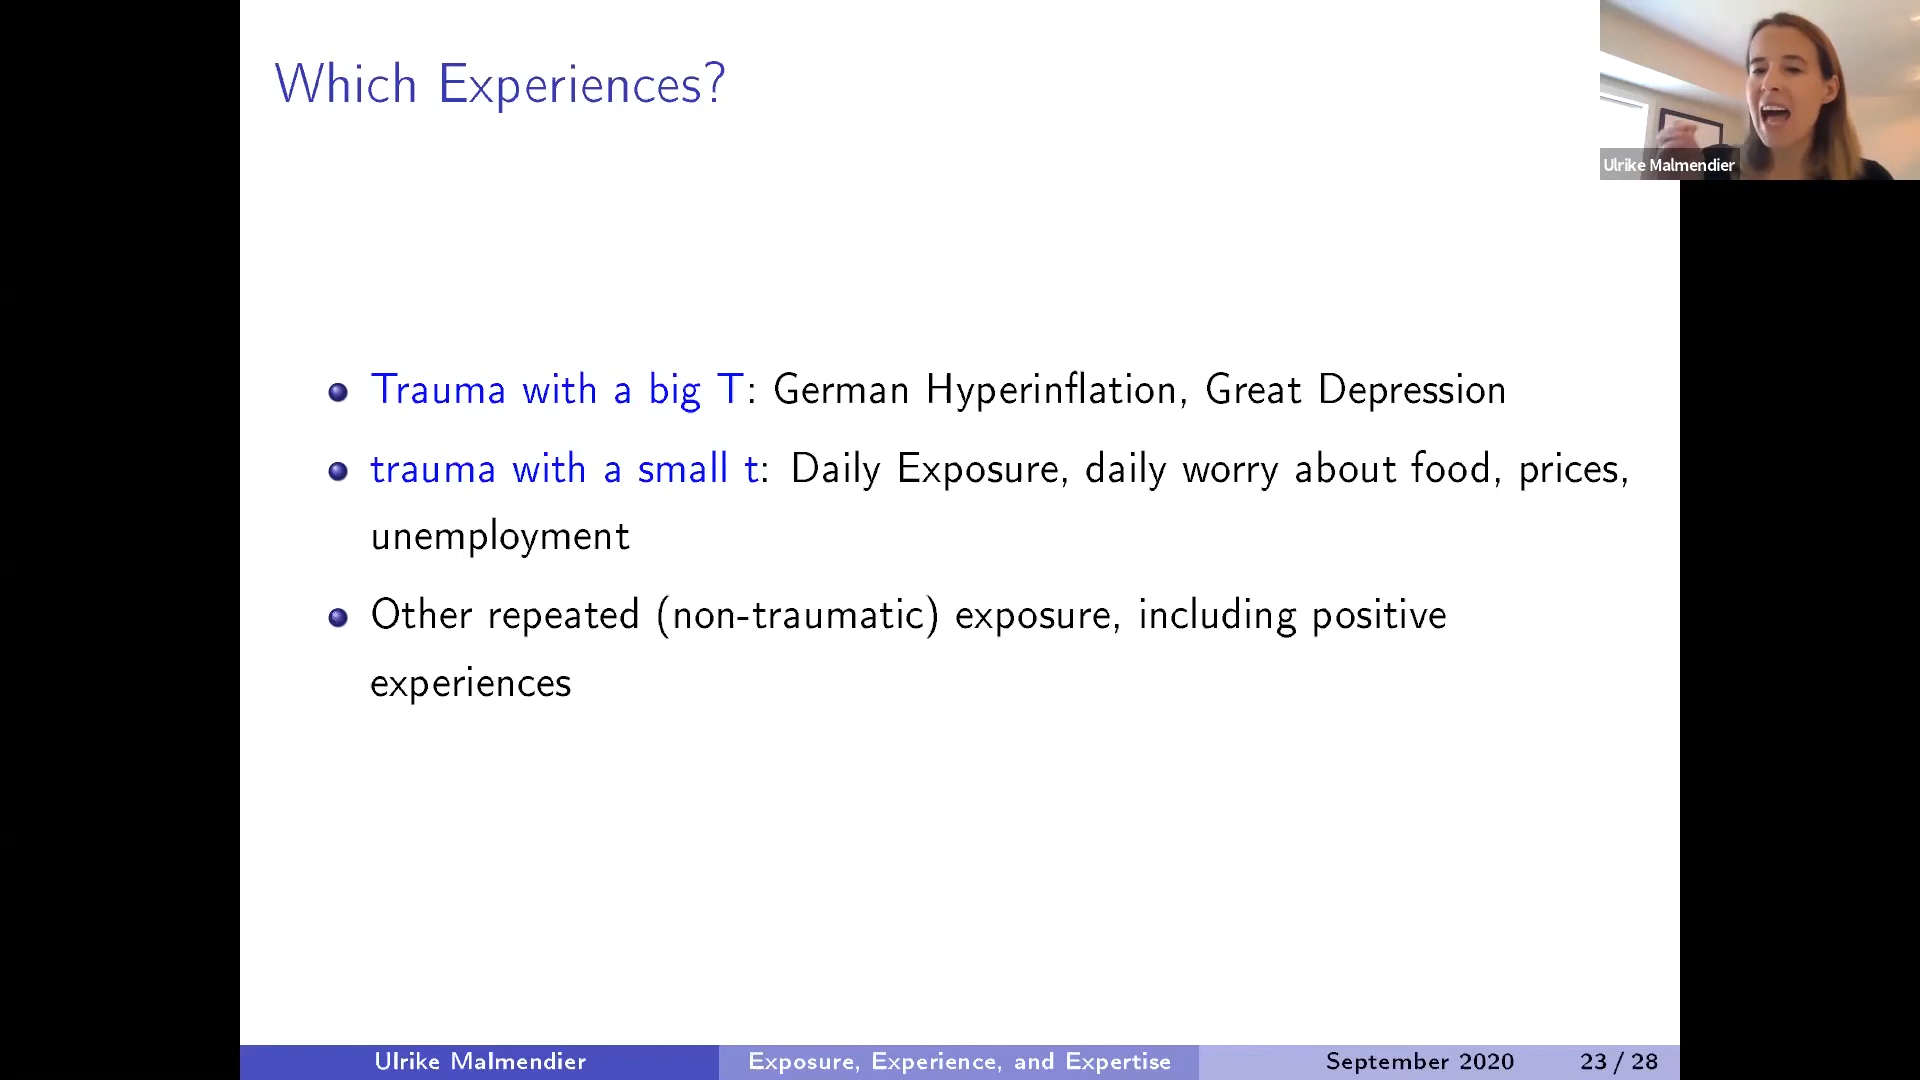 Which Experiences?
Ulrike Malmendier
Trauma with a big T: German Hyperinflation, Great Depression
trauma with a small t: Daily Exposure, daily worry about food, prices,
unemployment
Other repeated (non-traumatic) exposure, including positive
experiences
Ulrike Malmendier Exposure, Experience, and Expertise September 2020 23 / 28